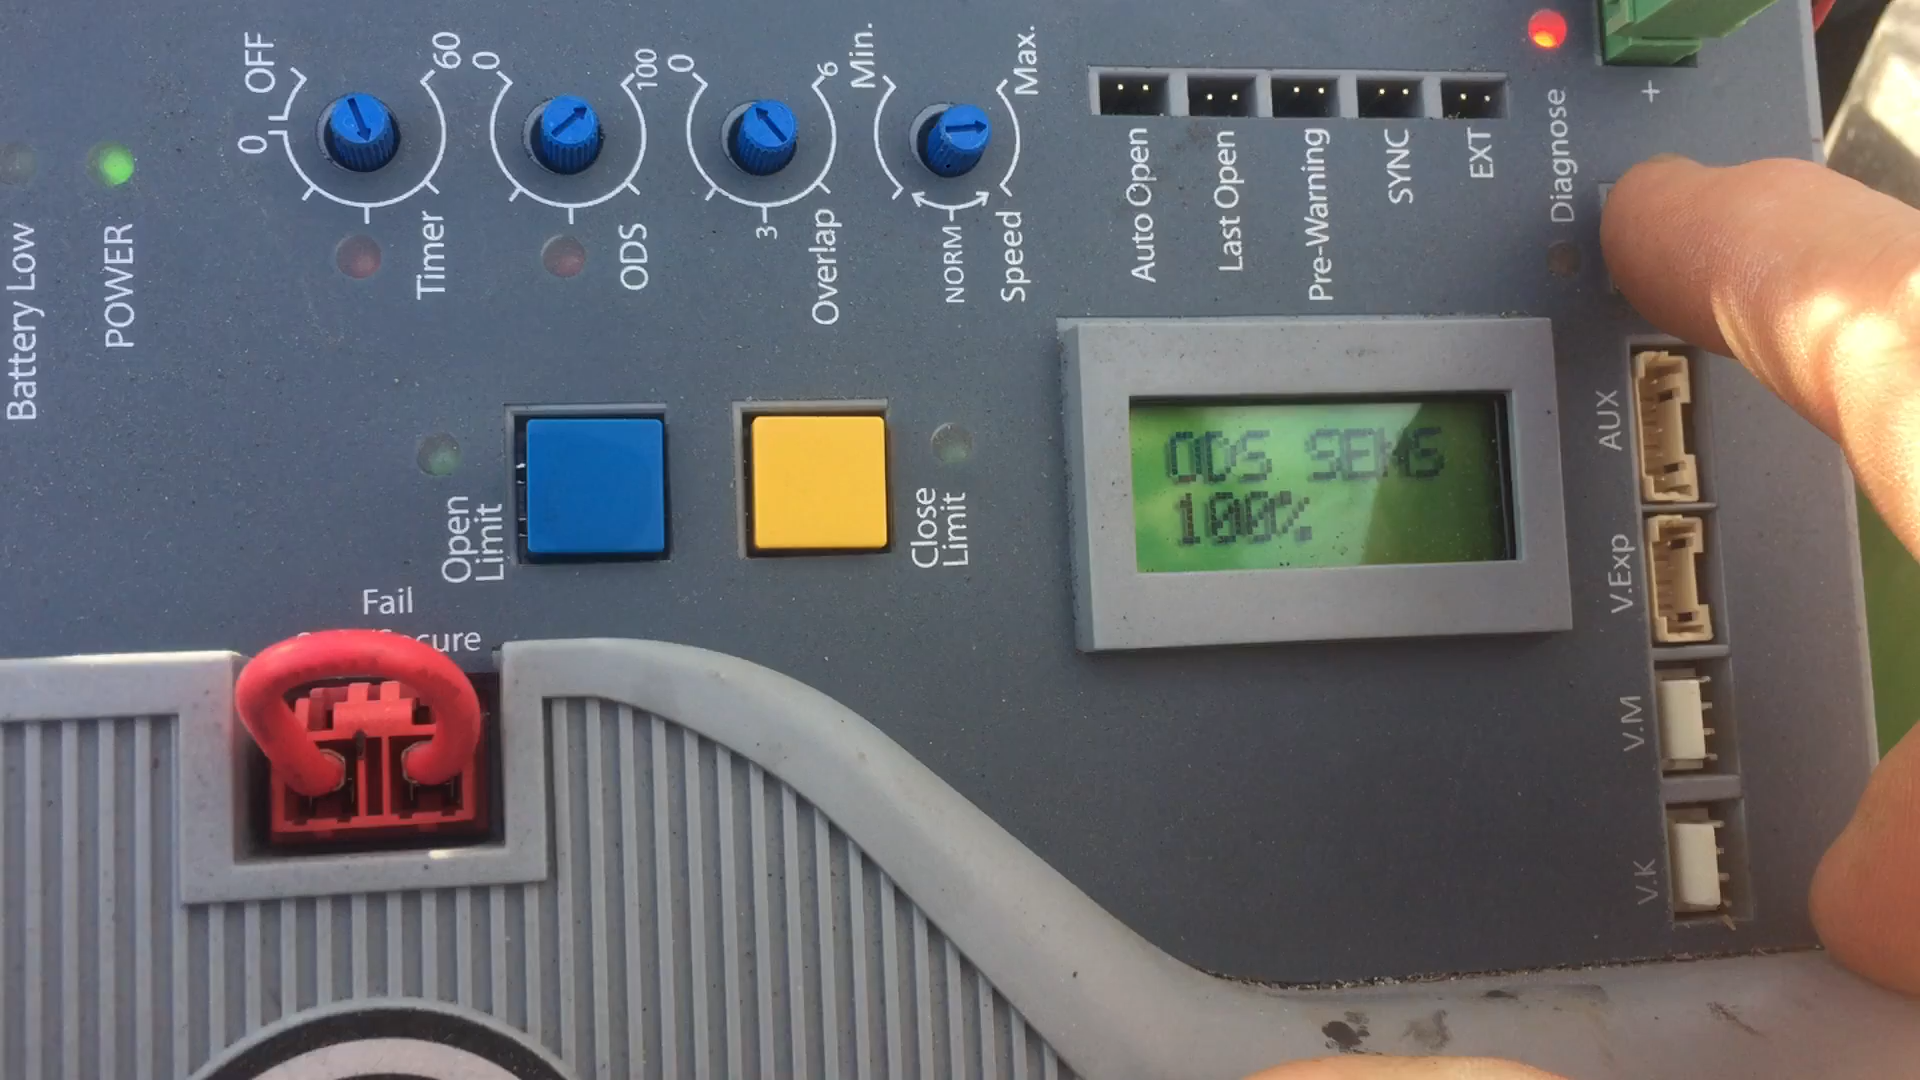 OFF
0
60
Timer
0
100
ODS
0
6
3
Overlap
Min.
Max.
NORM
Speed
Auto Open
Last Open
Pre-Warning
SYNC
EXT
Diagnose
+
Battery Low
POWER
Open
Limit
Close
Limit
ODS SENS
100%
AUX
V.Exp
V.M
V.K
Fail